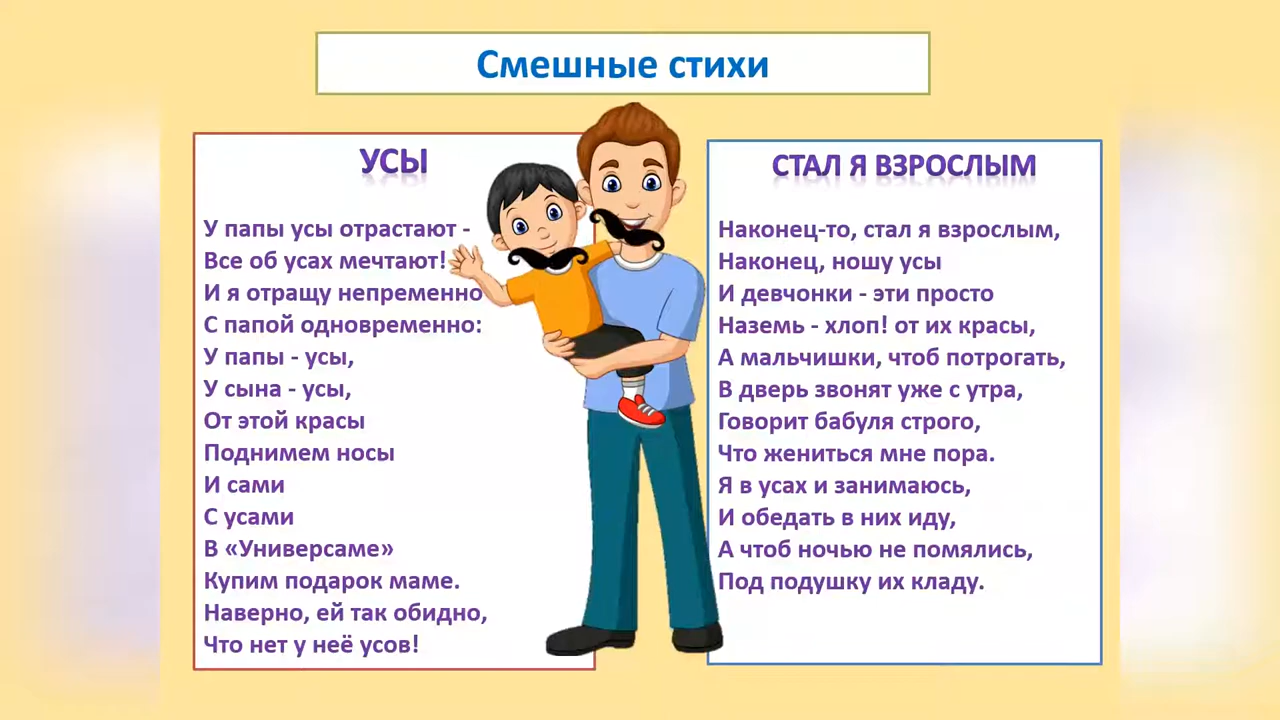 Смешные стихи
УСЫ
У папы усы отрастают -
Все об усах мечтают!
И я отращу непременно
С папой одновременно:
У папы - усы,
У сына - усы,
От этой красы
Поднимем носы
И сами
С усами
В «Универсаме»
Купим подарок маме.
Наверно, ей так обидно,
Что нет у неё усов!
СТАЛ Я ВЗРОСЛЫМ
Наконец-то, стал я взрослым,
Наконец, ношу усы
И девчонки - эти просто
Наземь - хлоп! от их красы,
А мальчишки, чтоб потрогать,
В дверь звонят уже с утра,
Говорит бабуля строго,
Что жениться мне пора.
Я в усах и занимаюсь,
И обедать в них иду,
А чтоб ночью не помялись,
Под подушку их кладу.